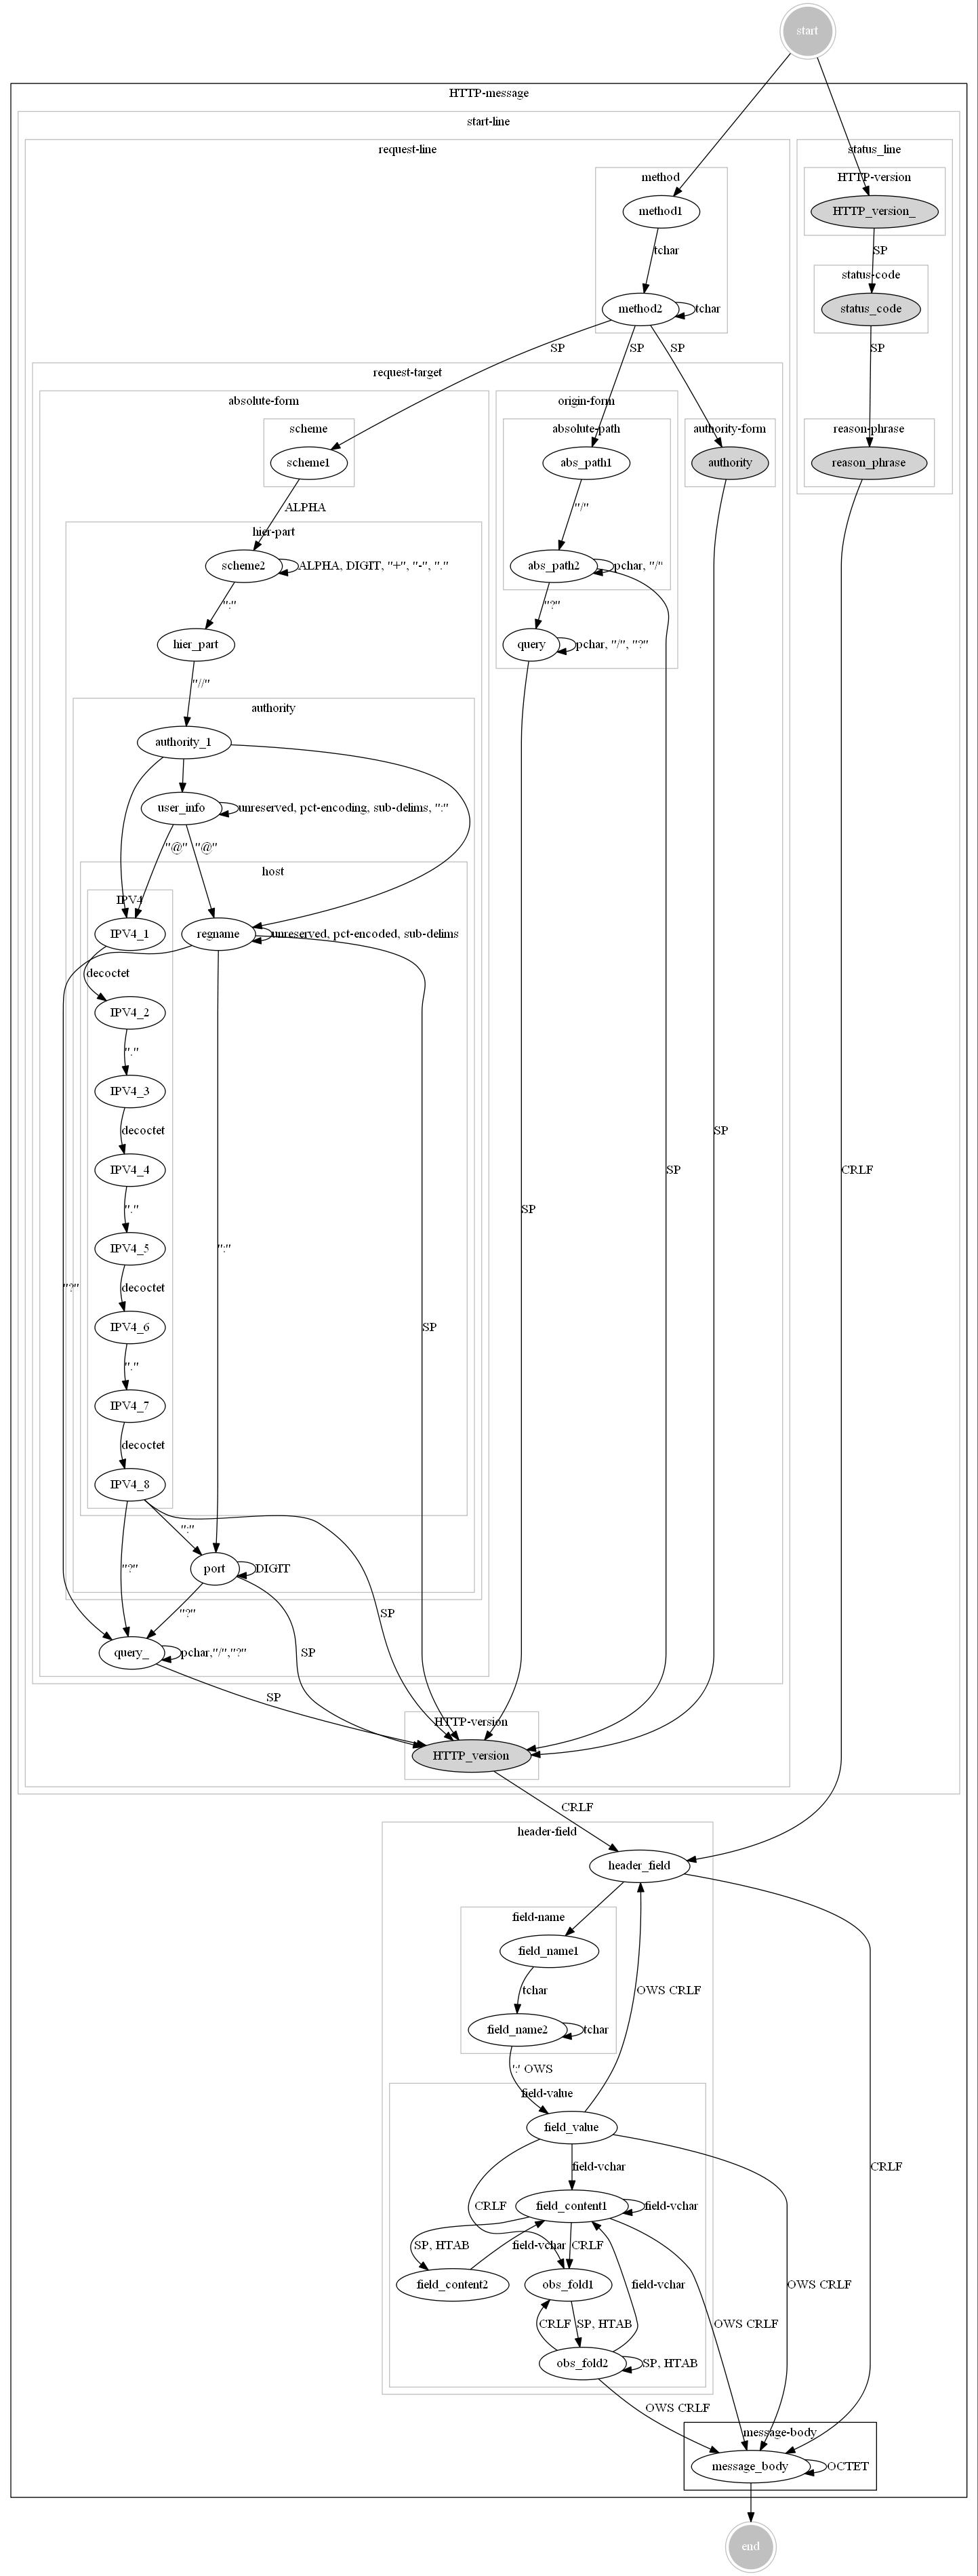 start
HTTP-message
start-line
request-line
status_line
method
HTTP-version
method1
HTTP_version_
tchar
SP
status-code
method2
tchar
status_code
SP
SP
SP
SP
request-target
absolute-form
origin-form
scheme
absolute-path
authority-form
reason-phrase
scheme1
abs_path1
authority
reason_phrase
ALPHA
"/"
hier-part
scheme2
ALPHA, DIGIT, "+", "-", "."
abs_path2
pchar, "/"
":"
"?"
hier_part
query
pchar, "/", "?"
"//"
authority
authority_1
user_info
unreserved, pct-encoding, sub-delims, ":"
"@"
"@"
host
IPV4
IPV4_1
regname
unreserved, pct-encoded, sub-delims
decoctet
IPV4_2
"."
IPV4_3
decoctet
SP
IPV4_4
SP
CRLF
"."
SP
IPV4_5
":"
decoctet
"?"
IPV4_6
SP
"."
IPV4_7
decoctet
IPV4_8
":"
"?"
port
DIGIT
"?"
SP
query_
pchar,"/","?"
SP
SP
HTTP-version
HTTP_version
CRLF
header-field
header_field
field-name
field_name1
tchar
OWS CRLF
field_name2
tchar
':' OWS
field-value
field_value
field-vchar
CRLF
CRLF
field_content1
field-vchar
SP, HTAB
field-vchar
CRLF
field_content2
obs_fold1
field-vchar
OWS CRLF
CRLF
SP, HTAB
OWS CRLF
obs_fold2
SP, HTAB
OWS CRLF
message-body
message_body
OCTET
end